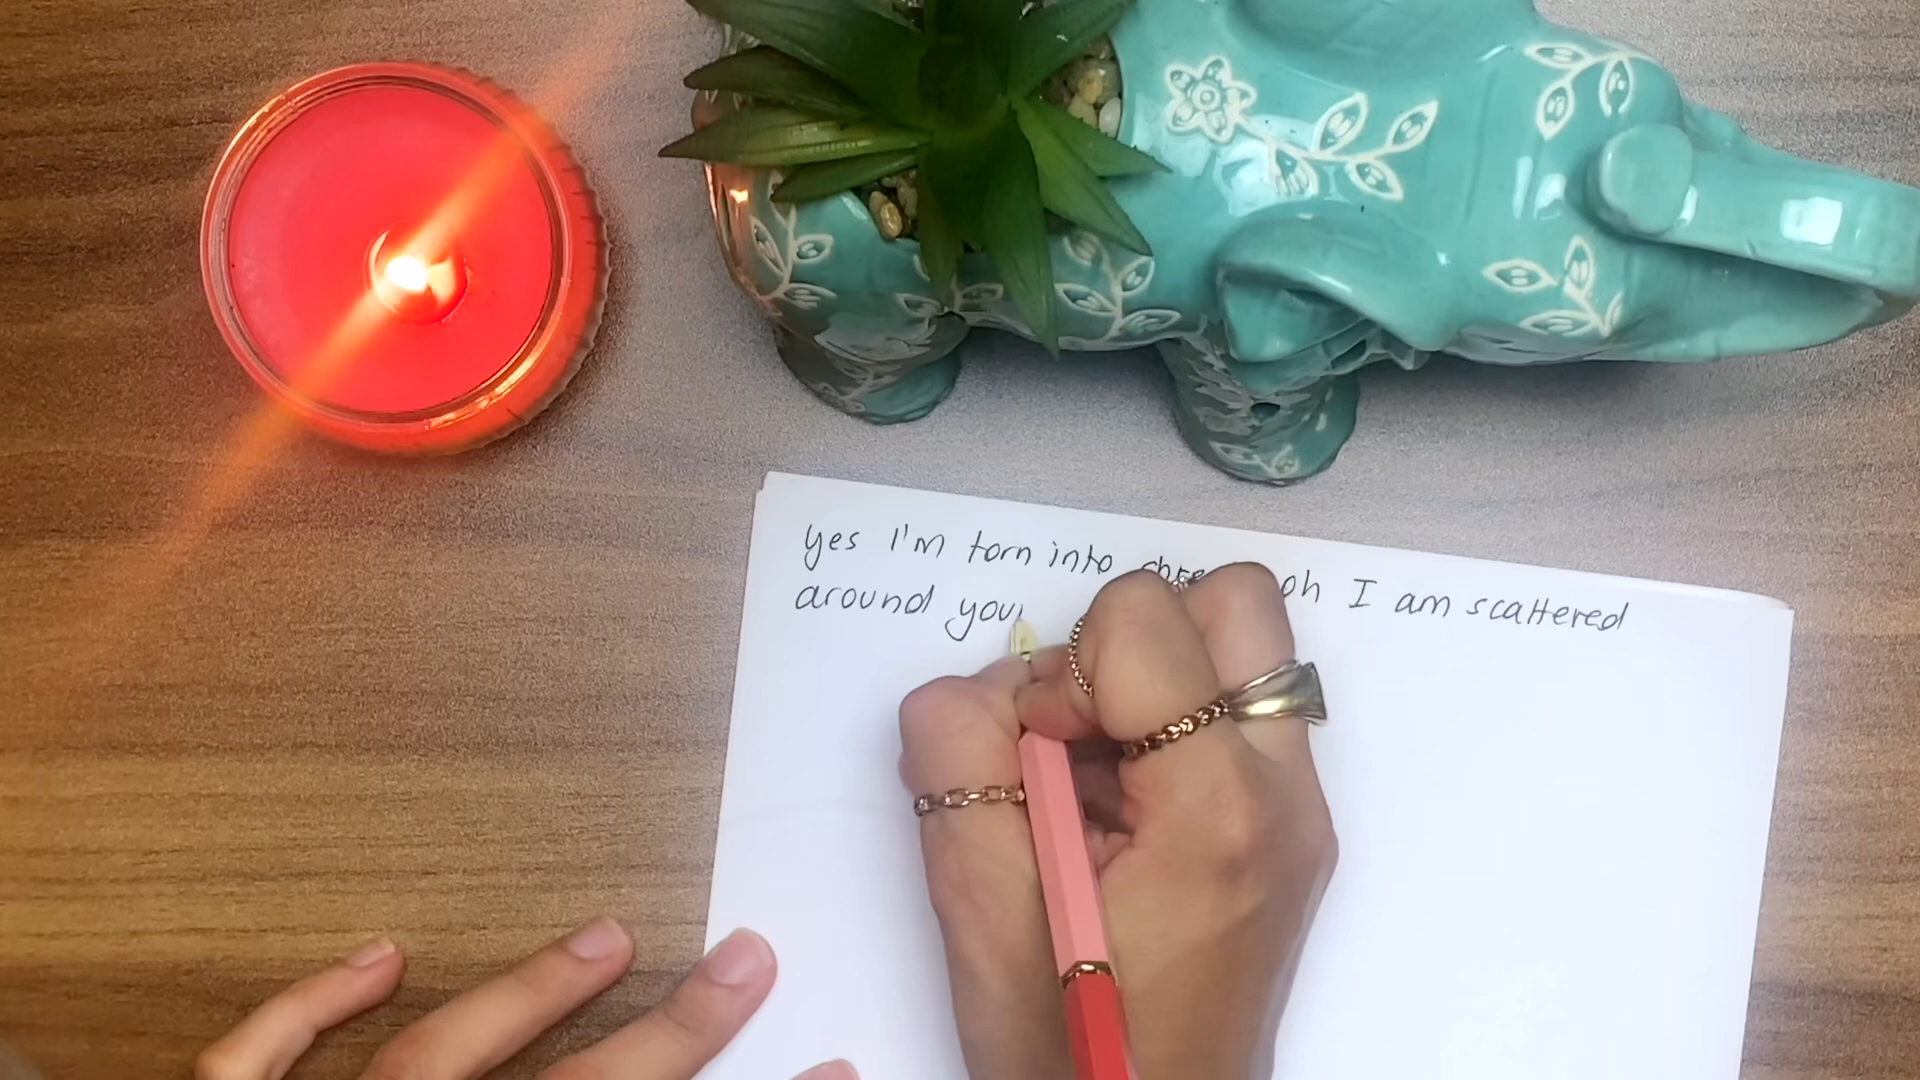 yes I'm torn into oh I am scattered
around you